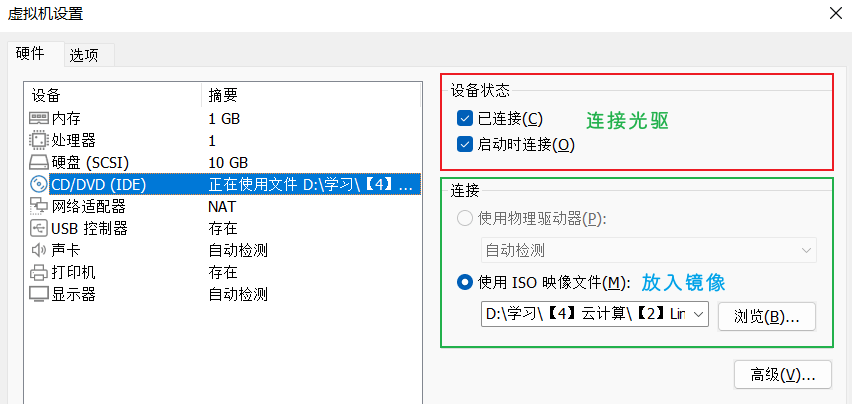 虚拟机设置
硬件 选项
设备 摘要
内存 1 GB
处理器 1
硬盘 (SCSI) 10 GB
CD/DVD (IDE) 正在使用文件 D:\学习\【4】...
网络适配器 NAT
USB 控制器 存在
声卡 自动检测
打印机 存在
显示器 自动检测
设备状态
已连接(C) 连接光驱
启动时连接(O)
连接
使用物理驱动器(P):
自动检测
使用 ISO 映像文件(M): 放入镜像
D:\学习\【4】云计算\【2】Lin 浏览(B)...
高级(V)...